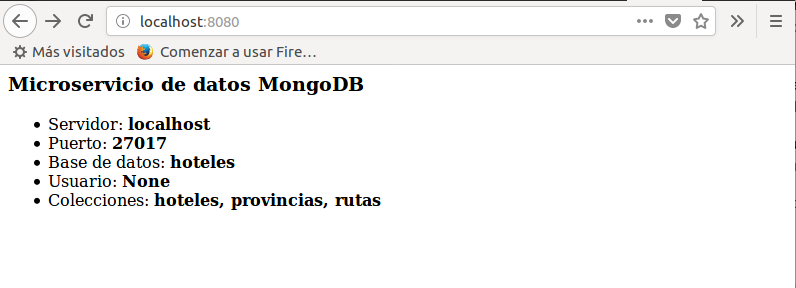 localhost:8080
Más visitados Comenzar a usar Fire…
Microservicio de datos MongoDB
• Servidor: localhost
• Puerto: 27017
• Base de datos: hoteles
• Usuario: None
• Colecciones: hoteles, provincias, rutas